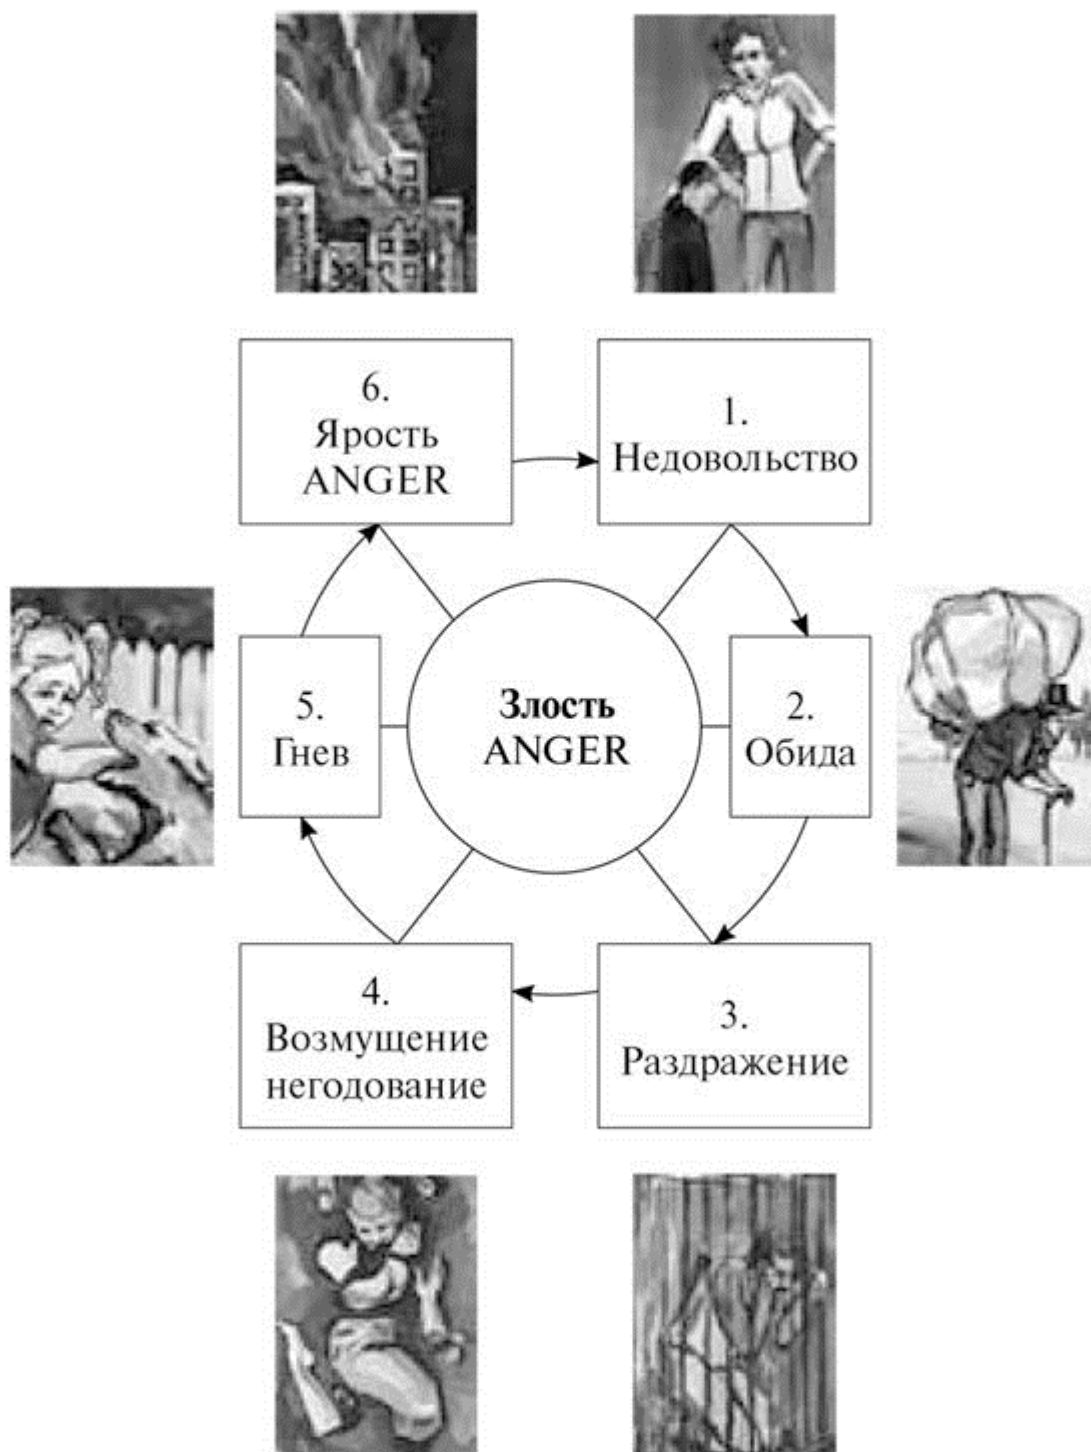 6.
Ярость
ANGER
1.
Недовольство
5.
Гнев
Злость
ANGER
2.
Обида
4.
Возмущение
негодование
3.
Раздражение